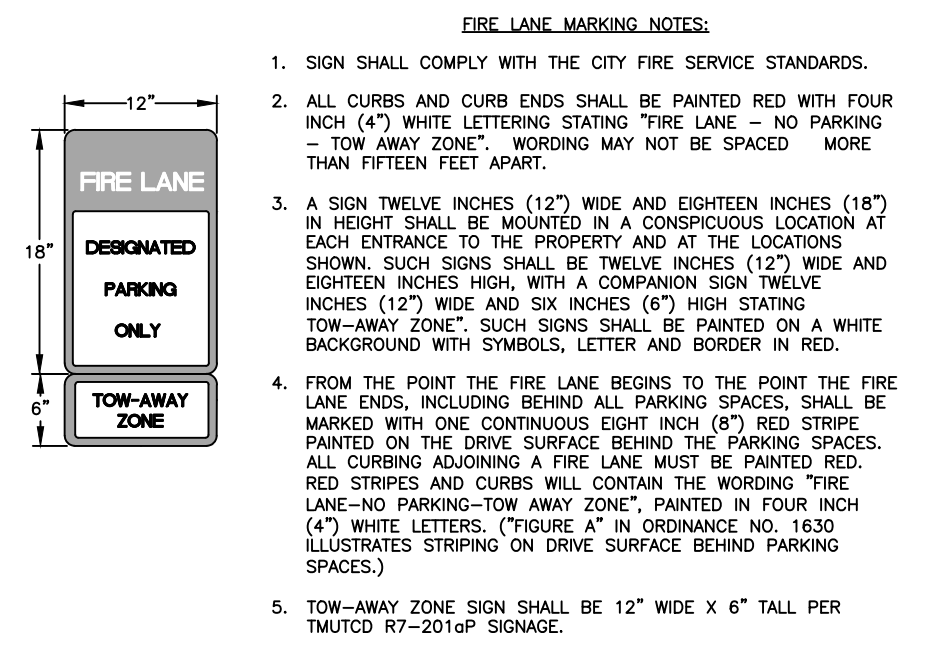 FIRE LANE MARKING NOTES:
1. SIGN SHALL COMPLY WITH THE CITY FIRE SERVICE STANDARDS.
2. ALL CURBS AND CURB ENDS SHALL BE PAINTED RED WITH FOUR
INCH (4") WHITE LETTERING STATING "FIRE LANE – NO PARKING
– TOW AWAY ZONE". WORDING MAY NOT BE SPACED MORE
THAN FIFTEEN FEET APART.
3. A SIGN TWELVE INCHES (12") WIDE AND EIGHTEEN INCHES (18")
IN HEIGHT SHALL BE MOUNTED IN A CONSPICUOUS LOCATION AT
EACH ENTRANCE TO THE PROPERTY AND AT THE LOCATIONS
SHOWN. SUCH SIGNS SHALL BE TWELVE INCHES (12") WIDE AND
EIGHTEEN INCHES HIGH, WITH A COMPANION SIGN TWELVE
INCHES (12") WIDE AND SIX INCHES (6") HIGH STATING
TOW–AWAY ZONE". SUCH SIGNS SHALL BE PAINTED ON A WHITE
BACKGROUND WITH SYMBOLS, LETTER AND BORDER IN RED.
4. FROM THE POINT THE FIRE LANE BEGINS TO THE POINT THE FIRE
LANE ENDS, INCLUDING BEHIND ALL PARKING SPACES, SHALL BE
MARKED WITH ONE CONTINUOUS EIGHT INCH (8") RED STRIPE
PAINTED ON THE DRIVE SURFACE BEHIND THE PARKING SPACES.
ALL CURBING ADJOINING A FIRE LANE MUST BE PAINTED RED.
RED STRIPES AND CURBS WILL CONTAIN THE WORDING "FIRE
LANE–NO PARKING–TOW AWAY ZONE", PAINTED IN FOUR INCH
(4") WHITE LETTERS. ("FIGURE A" IN ORDINANCE NO. 1630
ILLUSTRATES STRIPING ON DRIVE SURFACE BEHIND PARKING
SPACES.)
5. TOW–AWAY ZONE SIGN SHALL BE 12" WIDE X 6" TALL PER
TMUTCD R7–201aP SIGNAGE.
12"
18"
6"
FIRE LANE
DESIGNATED
PARKING
ONLY
TOW-AWAY
ZONE